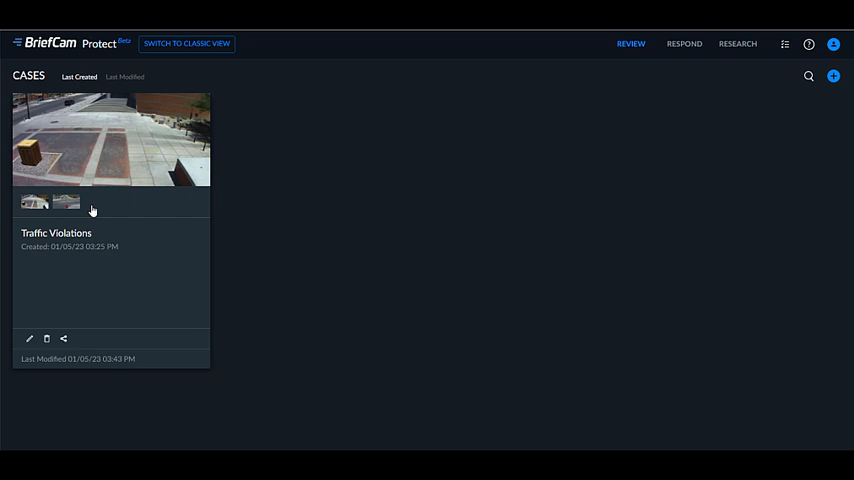 BriefCam Protect Beta SWITCH TO CLASSIC VIEW REVIEW RESPOND RESEARCH
CASES Last Created Last Modified
Traffic Violations
Created: 01/05/23 03:25 PM
Last Modified 01/05/23 03:43 PM